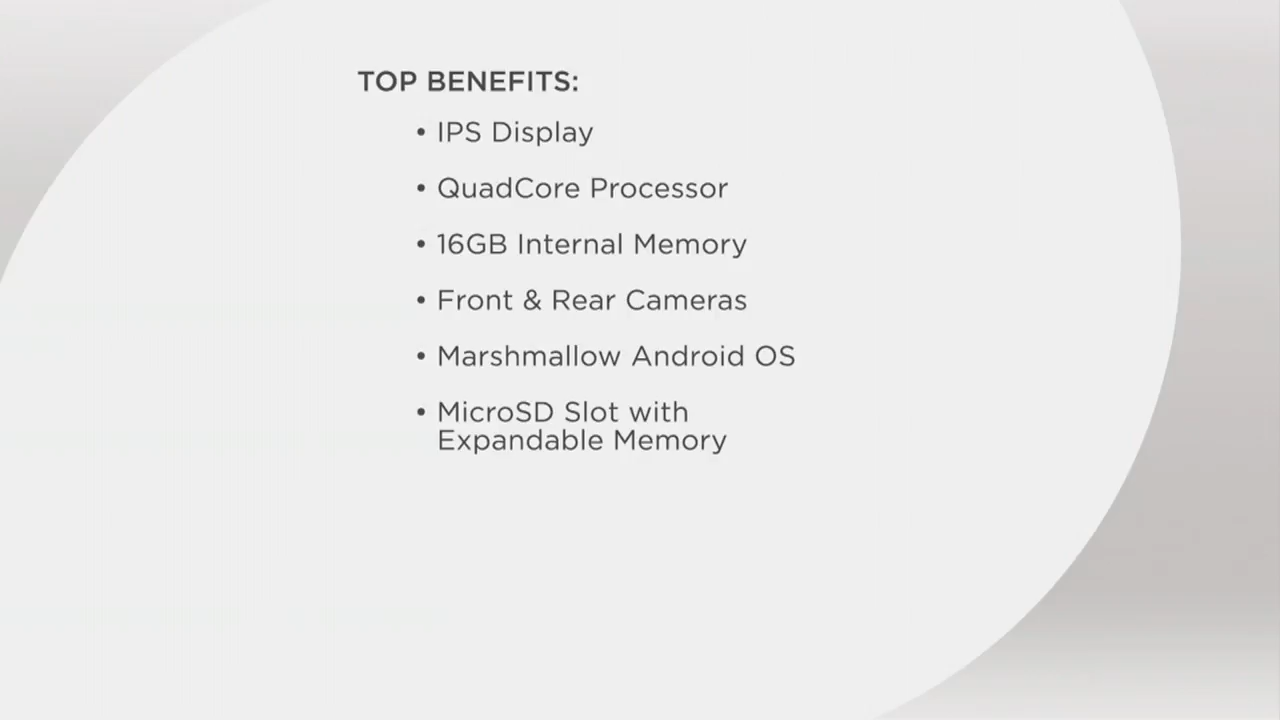 TOP BENEFITS:
• IPS Display
• QuadCore Processor
• 16GB Internal Memory
• Front & Rear Cameras
• Marshmallow Android OS
• MicroSD Slot with
Expandable Memory